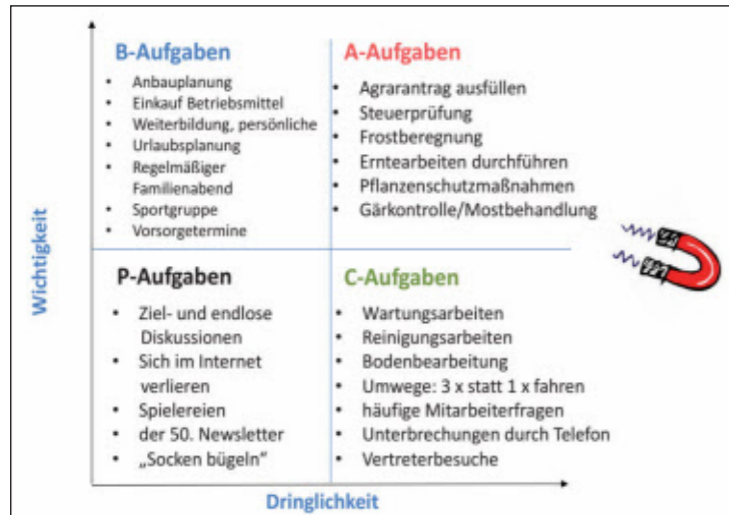 Wichtigkeit
B-Aufgaben
• Anbauplanung
• Einkauf Betriebsmittel
• Weiterbildung, persönliche
• Urlaubsplanung
• Regelmäßiger
Familienabend
• Sportgruppe
• Vorsorgetermine
A-Aufgaben
• Agrarantrag ausfüllen
• Steuerprüfung
• Frostberegnung
• Erntearbeiten durchführen
• Pflanzenschutzmaßnahmen
• Gärkontrolle/Mostbehandlung
P-Aufgaben
• Ziel- und endlose
Diskussionen
• Sich im Internet
verlieren
• Spielereien
• der 50. Newsletter
• „Socken bügeln“
C-Aufgaben
• Wartungsarbeiten
• Reinigungsarbeiten
• Bodenbearbeitung
• Umwege: 3 x statt 1 x fahren
• häufige Mitarbeiterfragen
• Unterbrechungen durch Telefon
• Vertreterbesuche
Dringlichkeit